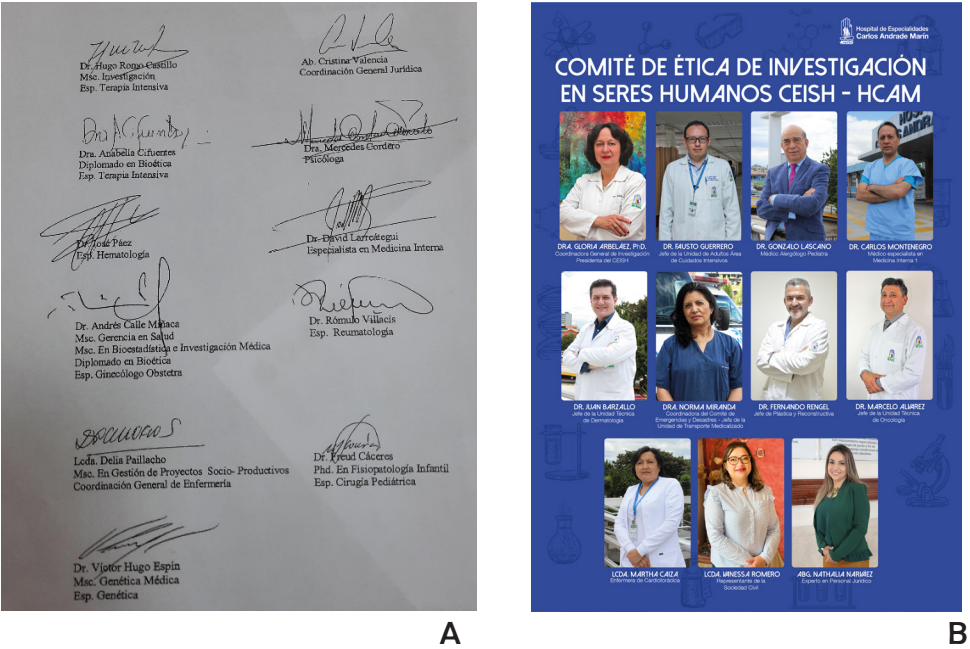 Dr. Hugo Romo Castillo
Msc. Investigación
Esp. Terapia Intensiva
Ab. Cristina Valencia
Coordinación General Jurídica
Dra. Anabella Cifuentes
Diplomado en Bioética
Esp. Terapia Intensiva
Dra. Mercedes Cordero
Psicóloga
Dr. José Páez
Esp. Hematología
Dr. David Larreátegui
Especialista en Medicina Interna
Dr. Andrés Calle Miñaca
Msc. Gerencia en Salud
Msc. En Bioestadística e Investigación Médica
Diplomado en Bioética
Esp. Ginecólogo Obstetra
Dr. Rómulo Villacís
Esp. Reumatología
Lcda. Delia Paillacho
Msc. En Gestión de Proyectos Socio- Productivos
Coordinación General de Enfermería
Dr. Freud Cáceres
Phd. En Fisiopatología Infantil
Esp. Cirugía Pediátrica
Dr. Víctor Hugo Espín
Msc. Genética Médica
Esp. Genética
A
Hospital de Especialidades
Carlos Andrade Marín
COMITÉ DE ÉTICA DE INVESTIGACIÓN
EN SERES HUMANOS CEISH - HCAM
DRA. GLORIA ARBELAEZ, PhD.
Coordinadora General de Investigación
Presidenta del CEISH
DR. FAUSTO GUERRERO
Jefe de la Unidad de Adultos Área
de Cuidados Intensivos
DR. GONZALO LASCANO
Médico Alergólogo Pediatra
DR. CARLOS MONTENEGRO
Médico especialista en
Medicina Interna 1
DR. JUAN BARZALLO
Jefe de la Unidad Técnica
de Dermatología
DRA. NORMA MIRANDA
Coordinadora del Comité de
Emergencias y Desastres - Jefe de la
Unidad de Transporte Medicalizado
DR. FERNANDO RENGEL
Jefe de Plástica y Reconstructiva
DR. MARCELO ALVAREZ
Jefe de la Unidad Técnica
de Oncología
LCDA. MARTHA CAIZA
Enfermera de Cardiotorácica
LCDA. VANESSA ROMERO
Representante de la
Sociedad Civil
ABG. NATHALIA NARVÁEZ
Experto en Personal Jurídico
B